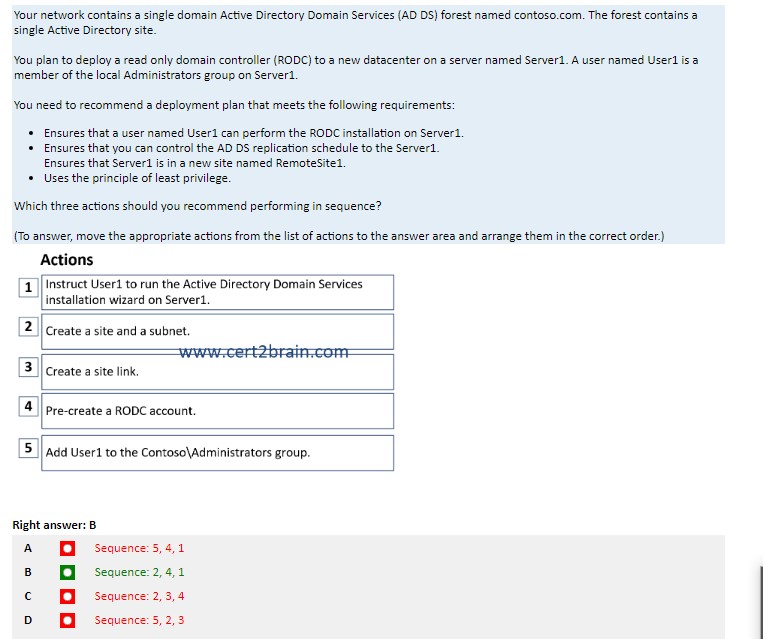 Your network contains a single domain Active Directory Domain Services (AD DS) forest named contoso.com. The forest contains a
single Active Directory site.
You plan to deploy a read only domain controller (RODC) to a new datacenter on a server named Server1. A user named User1 is a
member of the local Administrators group on Server1.
You need to recommend a deployment plan that meets the following requirements:
• Ensures that a user named User1 can perform the RODC installation on Server1.
• Ensures that you can control the AD DS replication schedule to the Server1.
Ensures that Server1 is in a new site named RemoteSite1.
• Uses the principle of least privilege.
Which three actions should you recommend performing in sequence?
(To answer, move the appropriate actions from the list of actions to the answer area and arrange them in the correct order.)
Actions
1 Instruct User1 to run the Active Directory Domain Services
installation wizard on Server1.
2 Create a site and a subnet.
www.cert2brain.com
3 Create a site link.
4 Pre-create a RODC account.
5 Add User1 to the Contoso\Administrators group.
Right answer: B
A Sequence: 5, 4, 1
B Sequence: 2, 4, 1
C Sequence: 2, 3, 4
D Sequence: 5, 2, 3